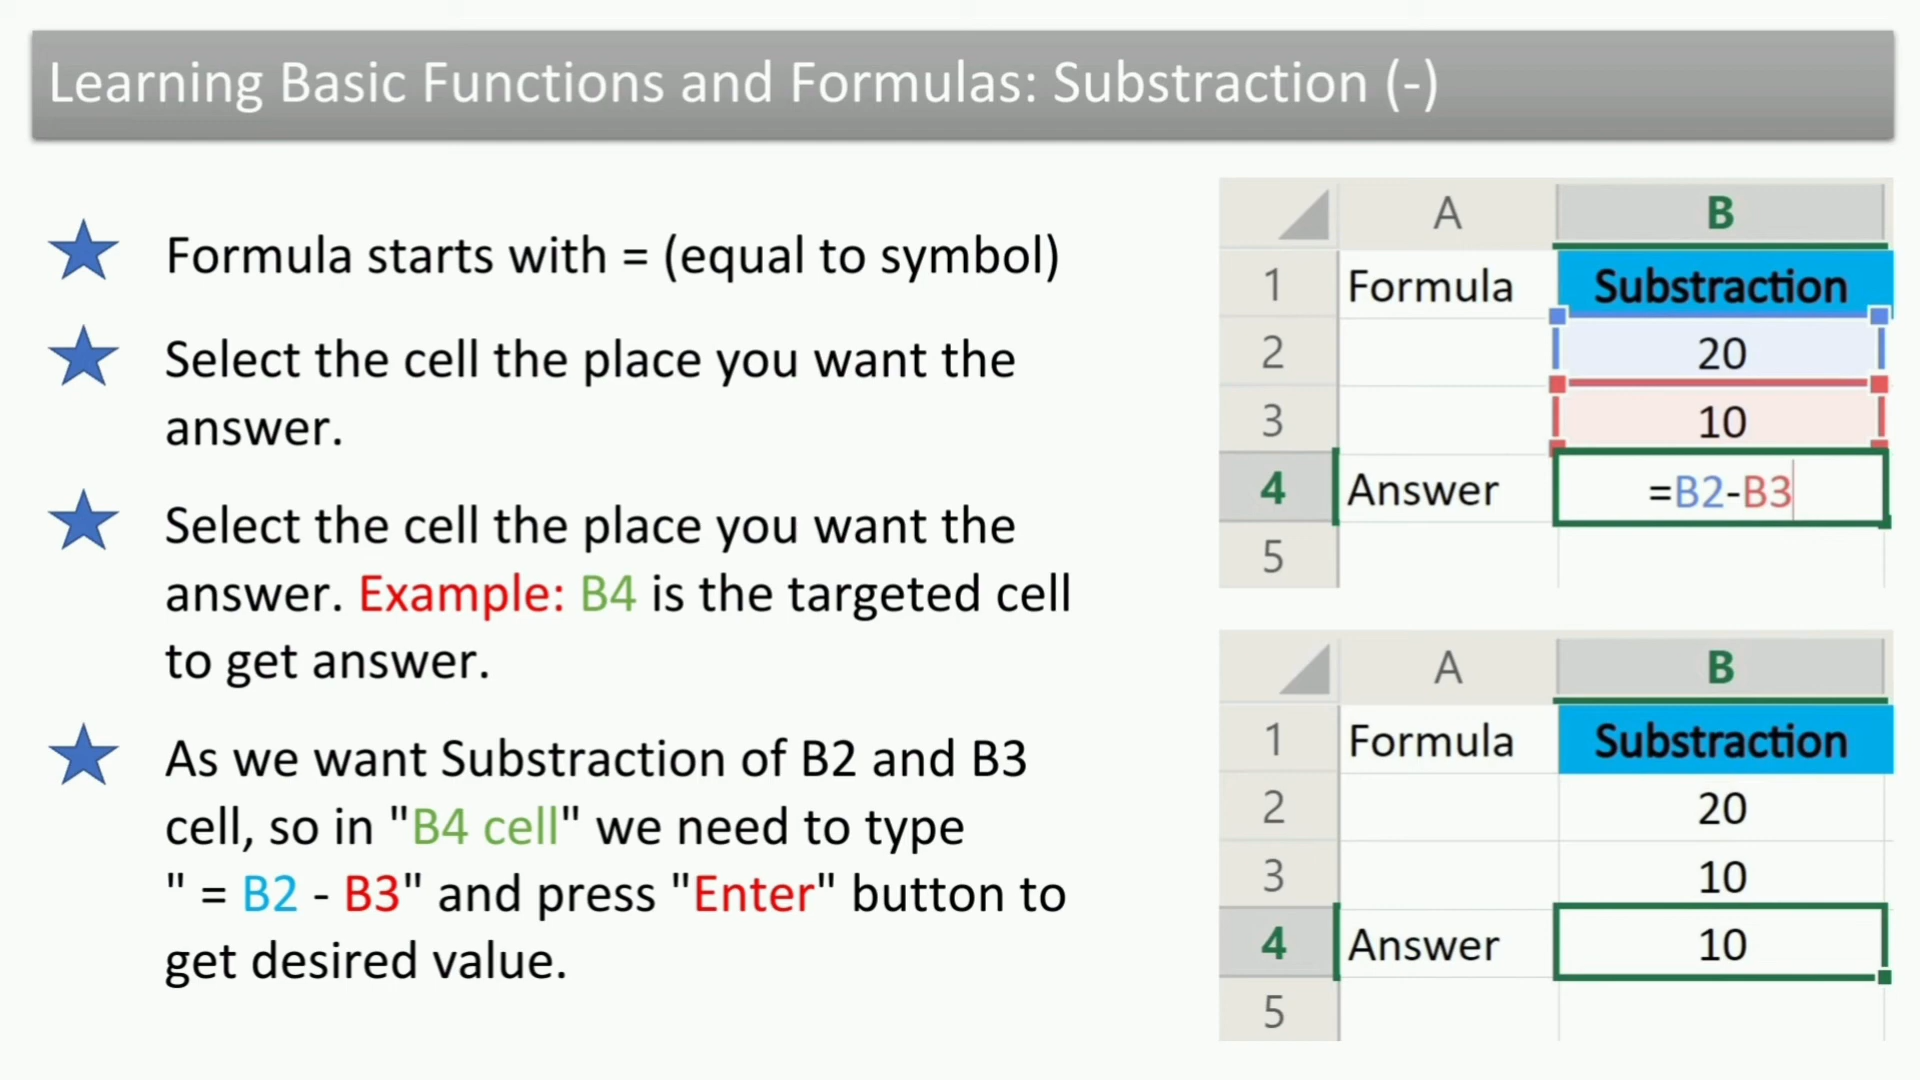 Learning Basic Functions and Formulas: Substraction (-)
Formula starts with = (equal to symbol)
Select the cell the place you want the
answer.
Select the cell the place you want the
answer. Example: B4 is the targeted cell
to get answer.
As we want Substraction of B2 and B3
cell, so in "B4 cell" we need to type
" = B2 - B3" and press "Enter" button to
get desired value.
A B
1 Formula Substraction
2 20
3 10
4 Answer =B2-B3
5
A B
1 Formula Substraction
2 20
3 10
4 Answer 10
5